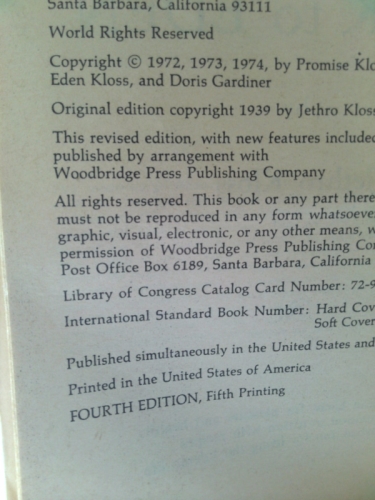 Santa Barbara, California 93111
World Rights Reserved
Copyright © 1972, 1973, 1974, by Promise
Eden Kloss, and Doris Gardiner
Original edition copyright 1939 by Jethro Kloss
This revised edition, with new features included
published by arrangement with
Woodbridge Press Publishing Company
All rights reserved. This book or any part
must not be reproduced in any form
graphic, visual, electronic, or any other means,
permission of Woodbridge Press Publishing
Post Office Box 6189, Santa Barbara, California
Library of Congress Catalog Card Number: 72-9
International Standard Book Number: Hard
Soft Cover
Published simultaneously in the United States and
Printed in the United States of America
FOURTH EDITION, Fifth Printing